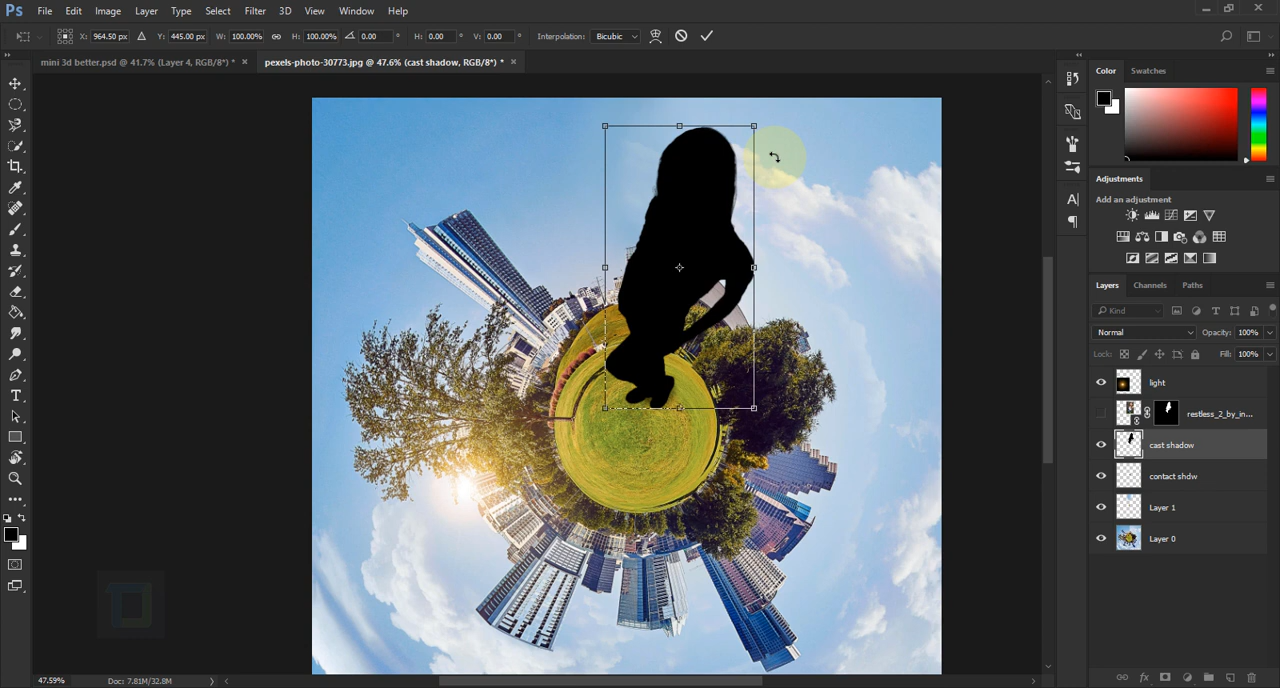 Ps File Edit Image Layer Type Select Filter 3D View Window Help
X: 964.50 px Y: 445.00 px W: 100.00% H: 100.00% 0.00 ° H: 0.00 ° V: 0.00 ° Interpolation: Bicubic
mini 3d better.psd @ 41.7% (Layer 4, RGB/8*) * × pexels-photo-30773.jpg @ 47.6% (cast shadow, RGB/8*) * ×
Color Swatches
Adjustments
Add an adjustment
Layers Channels Paths
Kind
Normal Opacity: 100%
Lock: Fill: 100%
light
restless_2_by_in...
cast shadow
contact shdw
Layer 1
Layer 0
47.59% Doc: 7.81M/32.8M